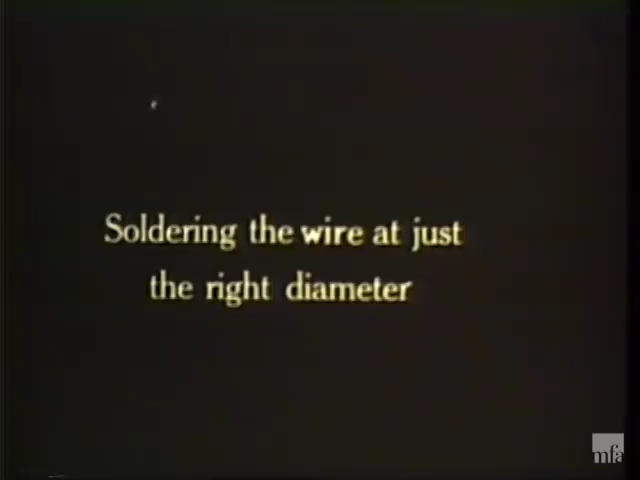 Soldering the wire at just
the right diameter
mfa